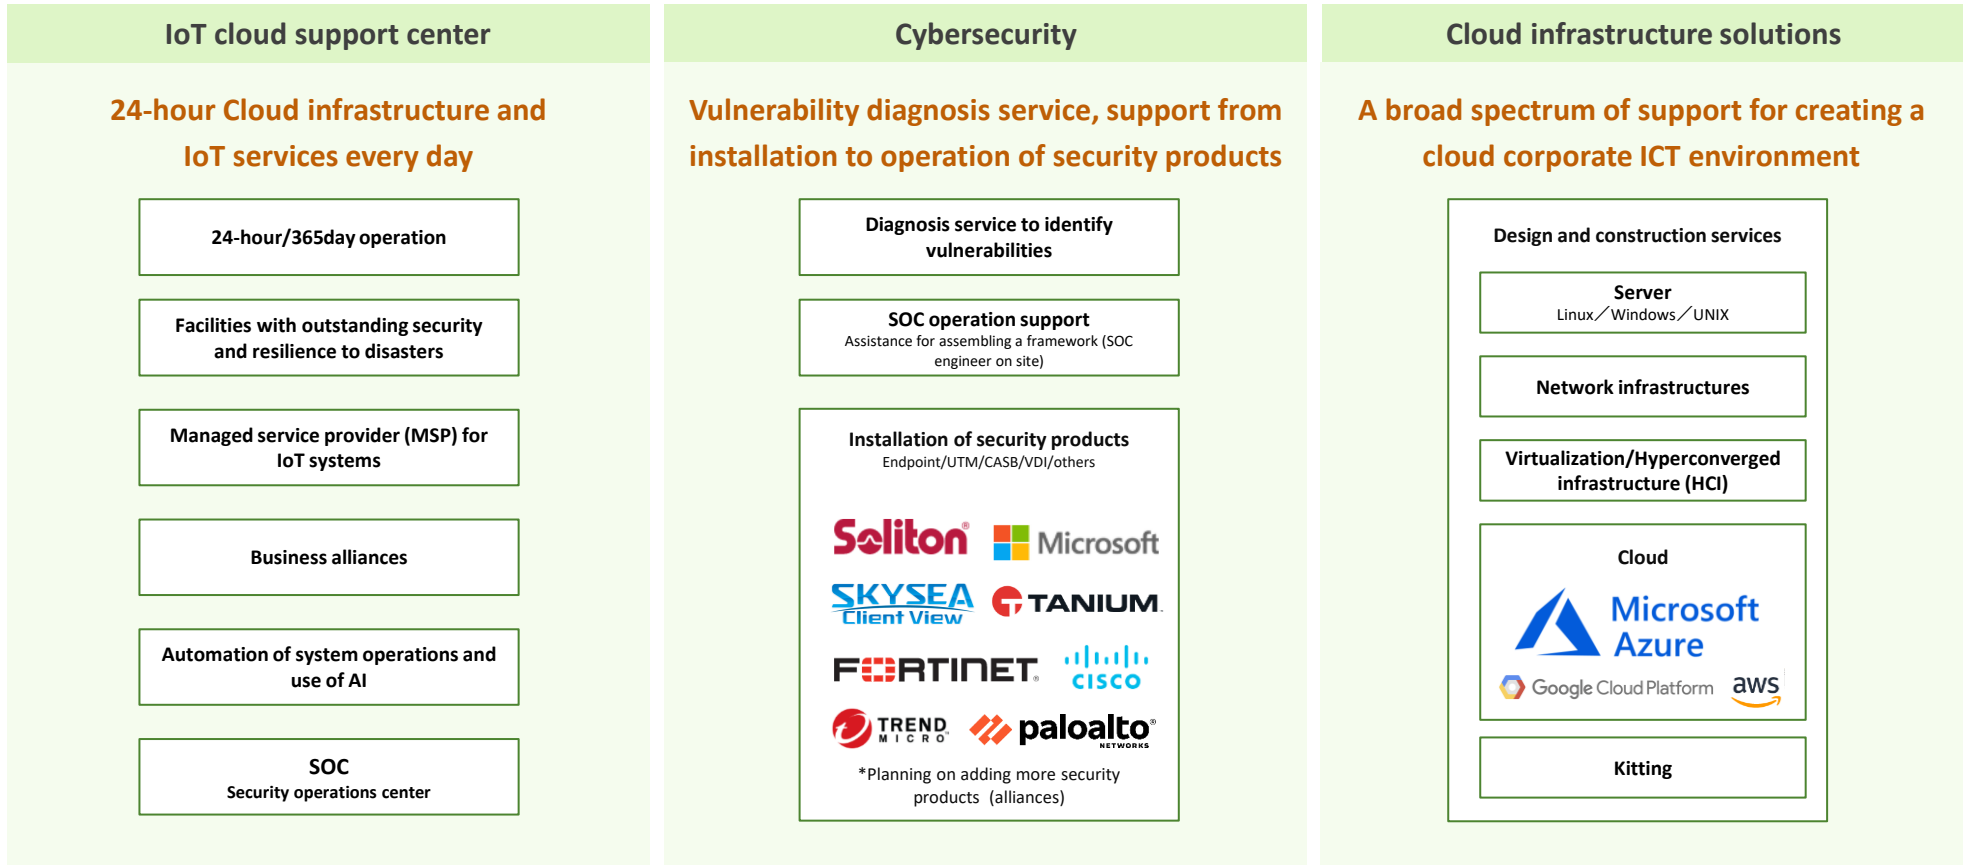 IoT cloud support center
24-hour Cloud infrastructure and
IoT services every day
24-hour/365day operation
Facilities with outstanding security
and resilience to disasters
Managed service provider (MSP) for
IoT systems
Business alliances
Automation of system operations and
use of AI
SOC
Security operations center
Cybersecurity
Vulnerability diagnosis service, support from
installation to operation of security products
Diagnosis service to identify
vulnerabilities
SOC operation support
Assistance for assembling a framework (SOC
engineer on site)
Installation of security products
Endpoint/UTM/CASB/VDI/others
Soliton®
Microsoft
SKYSEA
Client View
TANIUM
FORTINET®
CISCO
TREND
MICRO
paloalto®
NETWORKS
*Planning on adding more security
products (alliances)
Cloud infrastructure solutions
A broad spectrum of support for creating a
cloud corporate ICT environment
Design and construction services
Server
Linux／Windows／UNIX
Network infrastructures
Virtualization/Hyperconverged
infrastructure (HCI)
Cloud
Microsoft
Azure
Google Cloud Platform
aws
Kitting